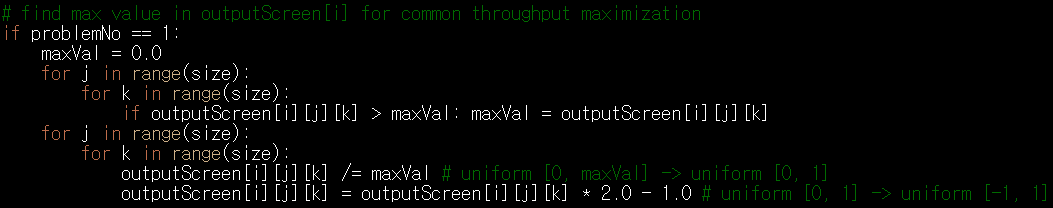 # find max value in outputScreen[i] for common throughput maximization
if problemNo == 1:
    maxVal = 0.0
    for j in range(size):
        for k in range(size):
            if outputScreen[i][j][k] > maxVal: maxVal = outputScreen[i][j][k]
    for j in range(size):
        for k in range(size):
            outputScreen[i][j][k] /= maxVal # uniform [0, maxVal] -> uniform [0, 1]
            outputScreen[i][j][k] = outputScreen[i][j][k] * 2.0 - 1.0 # uniform [0, 1] -> uniform [-1, 1]